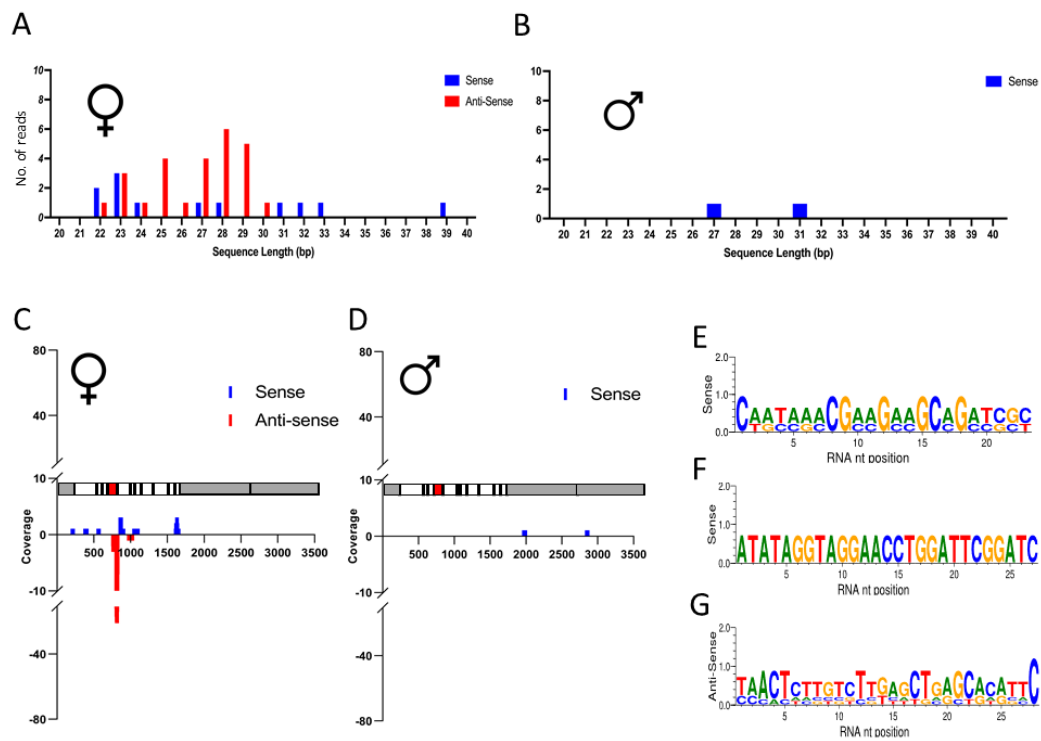 A
B
10
8
6
4
2
0
No. of reads
Sense
Anti-Sense
20 21 22 23 24 25 26 27 28 29 30 31 32 33 34 35 36 37 38 39 40
Sequence Length (bp)
10
8
6
4
2
0
Sense
20 21 22 23 24 25 26 27 28 29 30 31 32 33 34 35 36 37 38 39 40
Sequence Length (bp)
C
D
80
40
10
0
-10
-40
-80
Coverage
Sense
Anti-sense
500 1000 1500 2000 2500 3000 3500
80
40
10
0
-10
-40
-80
Coverage
Sense
500 1000 1500 2000 2500 3000 3500
E
2.0
1.0
0.0
Sense
CAATAAACGAAGAAGCAGATCGC
5 10 15 20
RNA nt position
F
2.0
1.0
0.0
Sense
ATATAGGTAGGAACCTGGATTCGGATC
5 10 15 20 25
RNA nt position
G
2.0
1.0
0.0
Anti-Sense
TAACTCTTGTCTTGAGCTGAGCACATTC
5 10 15 20 25
RNA nt position